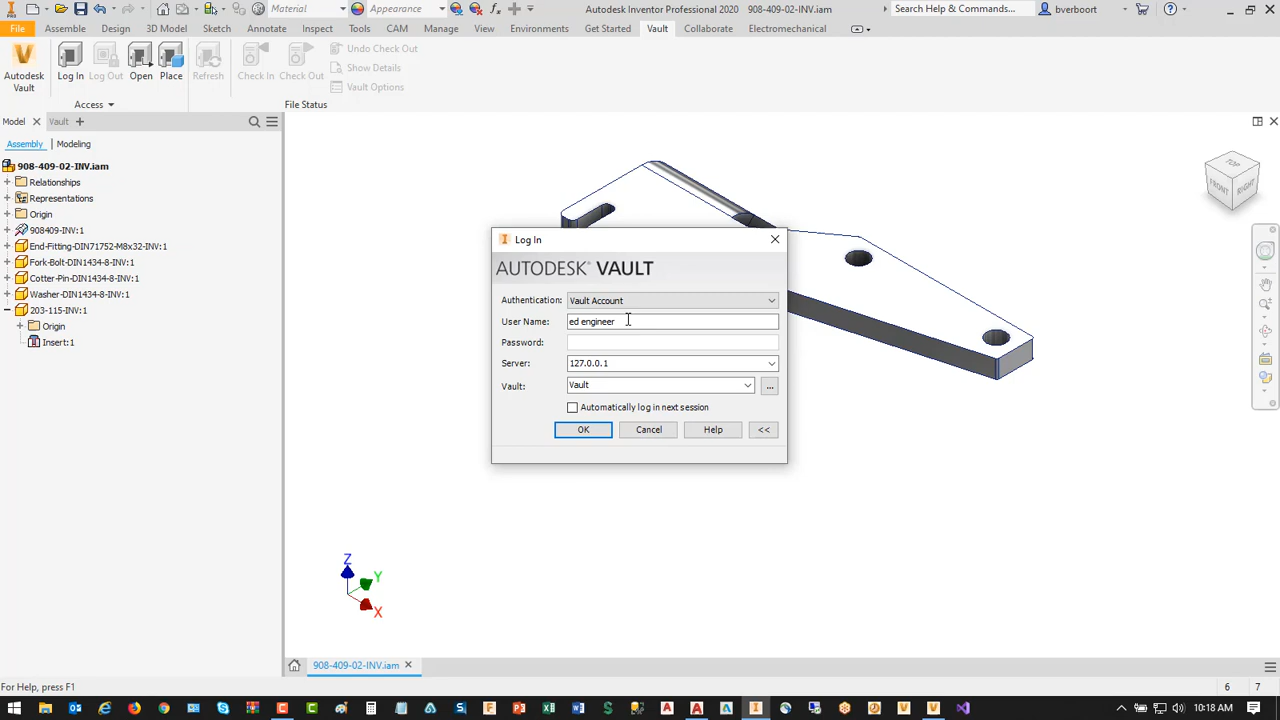 Material
Appearance
Autodesk Inventor Professional 2020 908-409-02-INV.iam
Search Help & Commands...
bverboort
File Assemble Design 3D Model Sketch Annotate Inspect Tools CAM Manage View Environments Get Started Vault Collaborate Electromechanical
Autodesk Vault
Log In
Log Out
Open
Place
Refresh
Check In
Check Out
Undo Check Out
Show Details
Vault Options
Access
File Status
Model
Vault
Assembly
Modeling
908-409-02-INV.iam
Relationships
Representations
Origin
908409-INV:1
End-Fitting-DIN71752-M8x32-INV:1
Fork-Bolt-DIN1434-8-INV:1
Cotter-Pin-DIN1434-8-INV:1
Washer-DIN1434-8-INV:1
203-115-INV:1
Origin
Insert:1
TOP
FRONT
RIGHT
Log In
AUTODESK® VAULT
Authentication: Vault Account
User Name: ed engineer
Password:
Server: 127.0.0.1
Vault: Vault
...
Automatically log in next session
OK
Cancel
Help
<<
Z
Y
X
908-409-02-INV.iam
For Help, press F1
6 7
10:18 AM